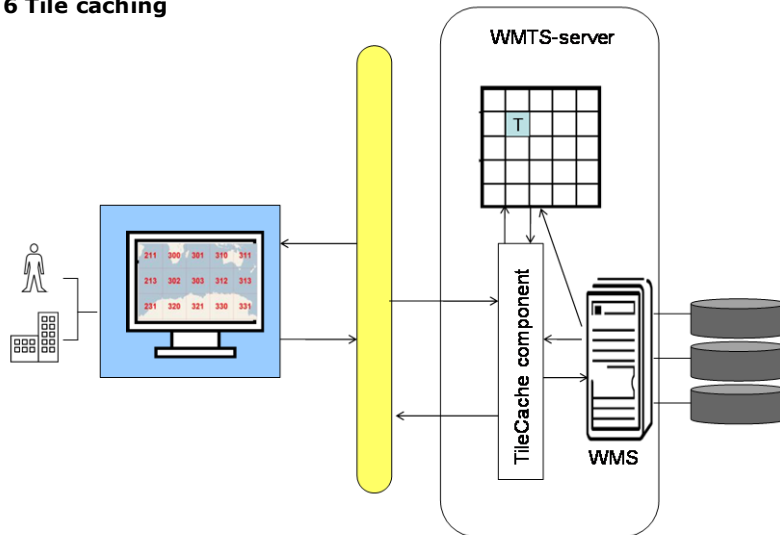 6 Tile caching
WMTS-server
T
211 300 301 310 311
213 302 303 312 313
231 320 321 330 331
TileCache component
WMS